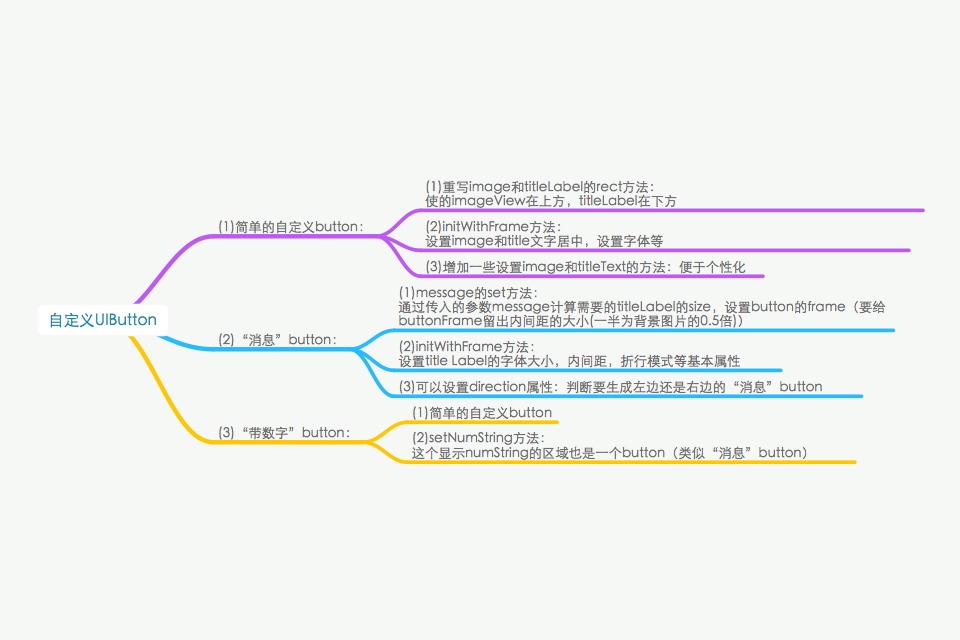 (1)重写image和titleLabel的rect方法：
使的imageView在上方，titleLabel在下方
(1)简单的自定义button：
(2)initWithFrame方法：
设置image和title文字居中，设置字体等
(3)增加一些设置image和titleText的方法：便于个性化
自定义UIButton
(1)message的set方法：
通过传入的参数message计算需要的titleLabel的size，设置button的frame（要给
buttonFrame留出内间距的大小(一半为背景图片的0.5倍)）
(2)“消息”button：
(2)initWithFrame方法：
设置title Label的字体大小，内间距，折行模式等基本属性
(3)可以设置direction属性：判断要生成左边还是右边的“消息”button
(3)“带数字”button：
(1)简单的自定义button
(2)setNumString方法：
这个显示numString的区域也是一个button（类似“消息”button）